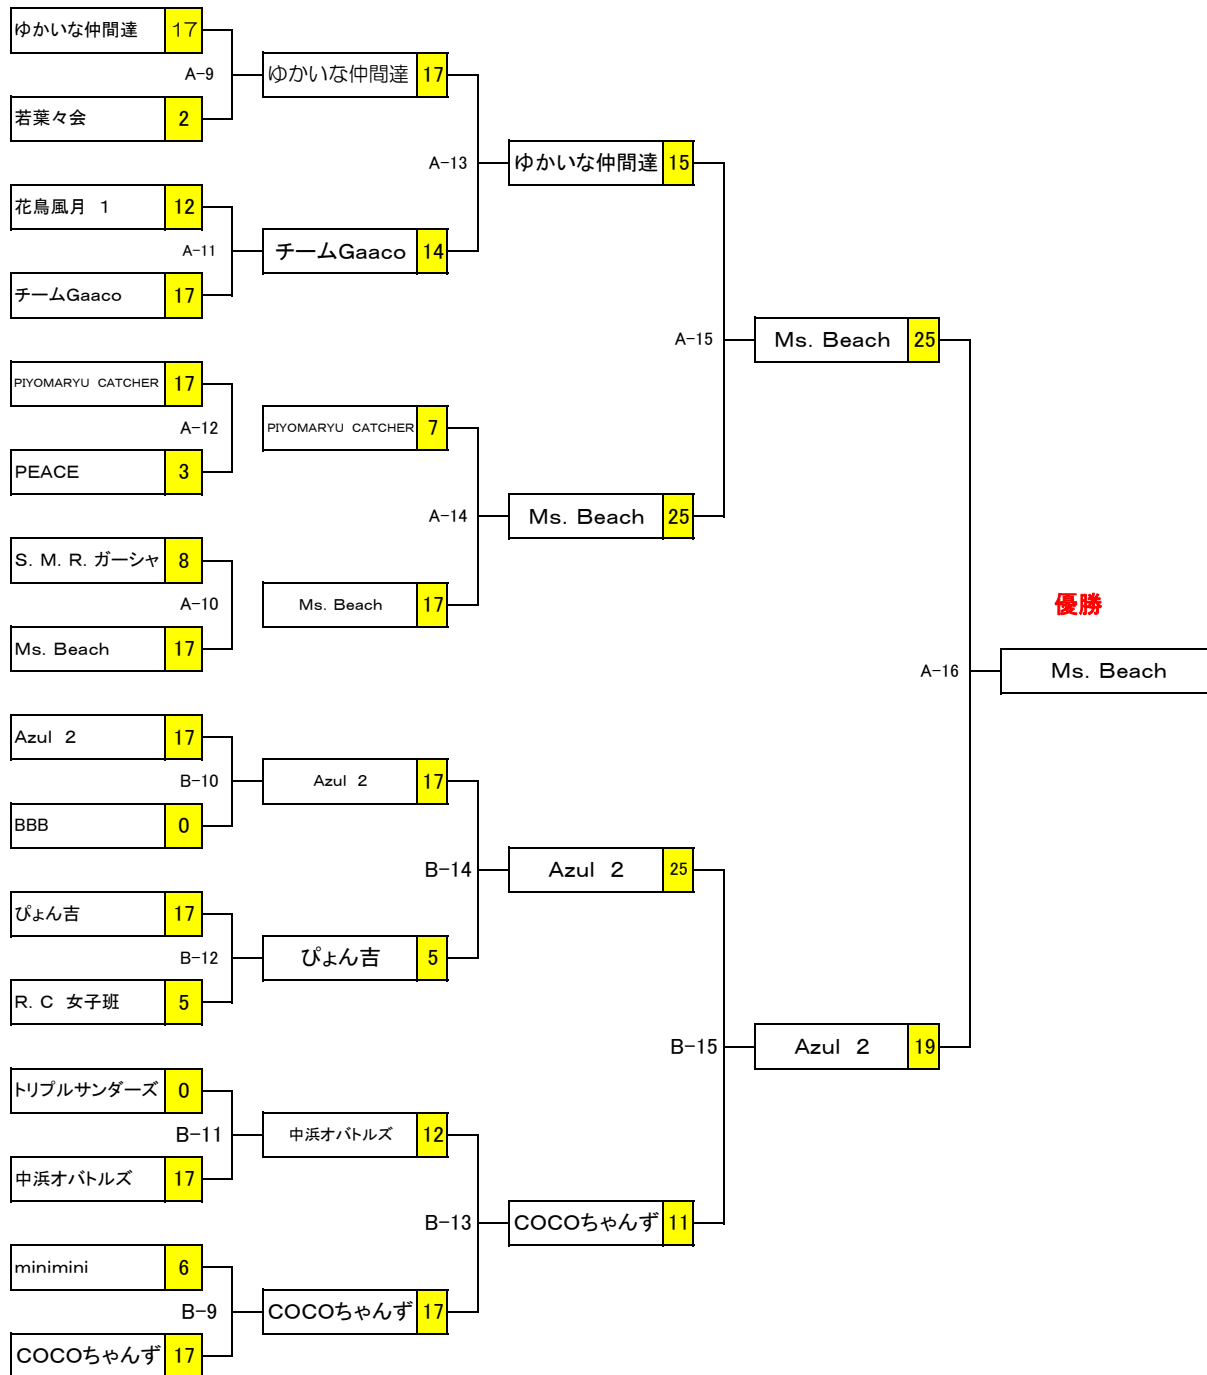 ゆかいな仲間達 17
A-9
ゆかいな仲間達 17
若葉々会 2
A-13
ゆかいな仲間達 15
花鳥風月 1 12
A-11
チームGaaco 14
チームGaaco 17
A-15
Ms. Beach 25
PIYOMARYU CATCHER 17
A-12
PIYOMARYU CATCHER 7
PEACE 3
A-14
Ms. Beach 25
S. M. R. ガーシャ 8
A-10
Ms. Beach 17
優勝
Ms. Beach 17
A-16
Ms. Beach
Azul 2 17
B-10
Azul 2 17
BBB 0
B-14
Azul 2 25
ぴょん吉 17
B-12
ぴょん吉 5
R. C 女子班 5
B-15
Azul 2 19
トリプルサンダーズ 0
B-11
中浜オバトルズ 12
中浜オバトルズ 17
B-13
COCOちゃんず 11
minimini 6
B-9
COCOちゃんず 17
COCOちゃんず 17